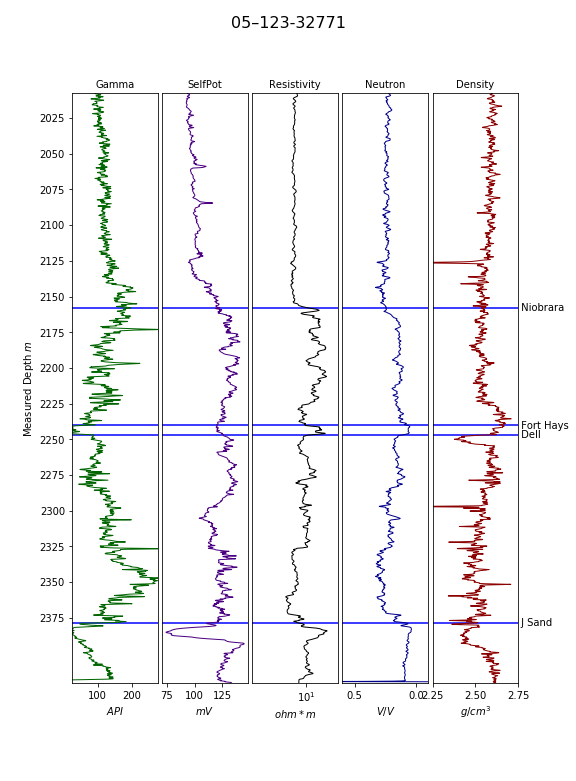 05–123-32771
Gamma SelfPot Resistivity Neutron Density
2025
2050
2075
2100
2125
2150
Niobrara
2175
2200
2225
Fort Hays
Dell
2250
2275
2300
2325
2350
2375
J Sand
Measured Depth m
100 200 75 100 125 10¹ 0.5 0.0 2.25 2.50 2.75
API mV ohm * m V/V g/cm³